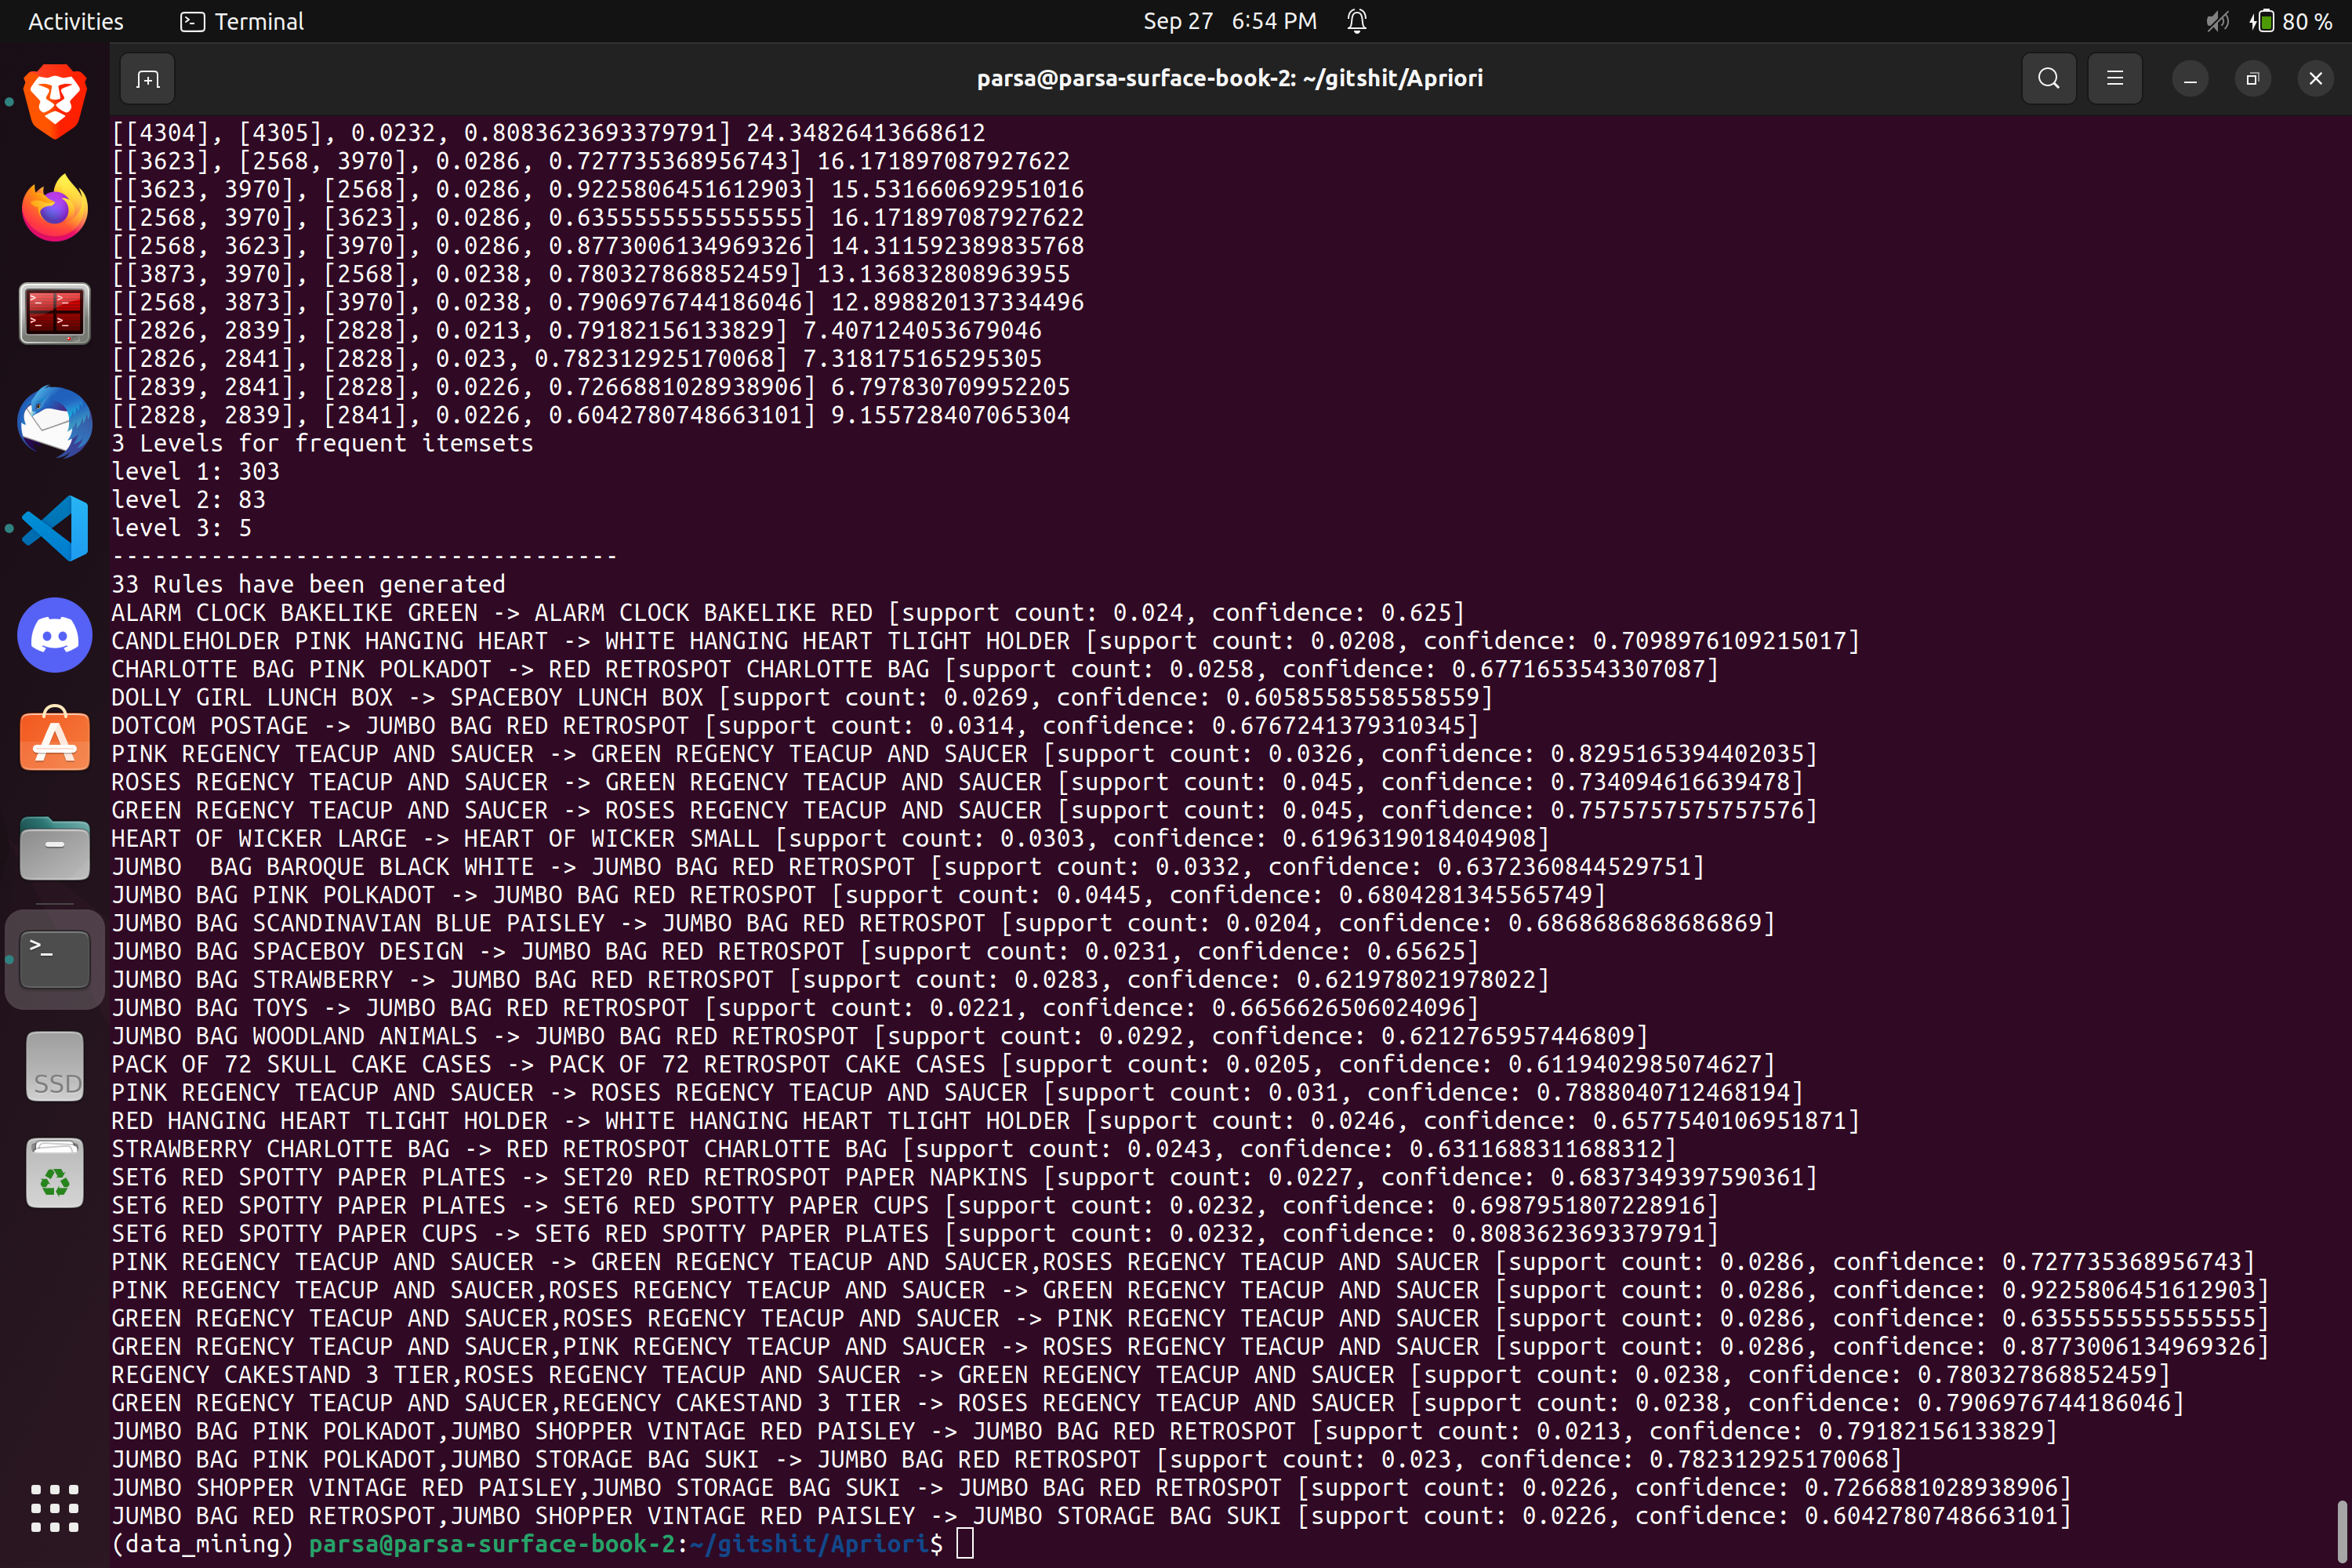 Activities Terminal Sep 27 6:54 PM 80 %
parsa@parsa-surface-book-2: ~/gitshit/Apriori
[[4304], [4305], 0.0232, 0.8083623693379791] 24.34826413668612
[[3623], [2568, 3970], 0.0286, 0.727735368956743] 16.171897087927622
[[3623, 3970], [2568], 0.0286, 0.9225806451612903] 15.531660692951016
[[2568, 3970], [3623], 0.0286, 0.6355555555555555] 16.171897087927622
[[2568, 3623], [3970], 0.0286, 0.8773006134969326] 14.311592389835768
[[3873, 3970], [2568], 0.0238, 0.780327868852459] 13.136832808963955
[[2568, 3873], [3970], 0.0238, 0.7906976744186046] 12.898820137334496
[[2826, 2839], [2828], 0.0213, 0.79182156133829] 7.407124053679046
[[2826, 2841], [2828], 0.023, 0.782312925170068] 7.318175165295305
[[2839, 2841], [2828], 0.0226, 0.7266881028938906] 6.797830709952205
[[2828, 2839], [2841], 0.0226, 0.6042780748663101] 9.155728407065304
3 Levels for frequent itemsets
level 1: 303
level 2: 83
level 3: 5
------------------------------------
33 Rules have been generated
ALARM CLOCK BAKELIKE GREEN -> ALARM CLOCK BAKELIKE RED [support count: 0.024, confidence: 0.625]
CANDLEHOLDER PINK HANGING HEART -> WHITE HANGING HEART TLIGHT HOLDER [support count: 0.0208, confidence: 0.7098976109215017]
CHARLOTTE BAG PINK POLKADOT -> RED RETROSPOT CHARLOTTE BAG [support count: 0.0258, confidence: 0.6771653543307087]
DOLLY GIRL LUNCH BOX -> SPACEBOY LUNCH BOX [support count: 0.0269, confidence: 0.6058558558558559]
DOTCOM POSTAGE -> JUMBO BAG RED RETROSPOT [support count: 0.0314, confidence: 0.6767241379310345]
PINK REGENCY TEACUP AND SAUCER -> GREEN REGENCY TEACUP AND SAUCER [support count: 0.0326, confidence: 0.8295165394402035]
ROSES REGENCY TEACUP AND SAUCER -> GREEN REGENCY TEACUP AND SAUCER [support count: 0.045, confidence: 0.734094616639478]
GREEN REGENCY TEACUP AND SAUCER -> ROSES REGENCY TEACUP AND SAUCER [support count: 0.045, confidence: 0.7575757575757576]
HEART OF WICKER LARGE -> HEART OF WICKER SMALL [support count: 0.0303, confidence: 0.6196319018404908]
JUMBO  BAG BAROQUE BLACK WHITE -> JUMBO BAG RED RETROSPOT [support count: 0.0332, confidence: 0.6372360844529751]
JUMBO BAG PINK POLKADOT -> JUMBO BAG RED RETROSPOT [support count: 0.0445, confidence: 0.6804281345565749]
JUMBO BAG SCANDINAVIAN BLUE PAISLEY -> JUMBO BAG RED RETROSPOT [support count: 0.0204, confidence: 0.6868686868686869]
JUMBO BAG SPACEBOY DESIGN -> JUMBO BAG RED RETROSPOT [support count: 0.0231, confidence: 0.65625]
JUMBO BAG STRAWBERRY -> JUMBO BAG RED RETROSPOT [support count: 0.0283, confidence: 0.621978021978022]
JUMBO BAG TOYS -> JUMBO BAG RED RETROSPOT [support count: 0.0221, confidence: 0.6656626506024096]
JUMBO BAG WOODLAND ANIMALS -> JUMBO BAG RED RETROSPOT [support count: 0.0292, confidence: 0.6212765957446809]
PACK OF 72 SKULL CAKE CASES -> PACK OF 72 RETROSPOT CAKE CASES [support count: 0.0205, confidence: 0.6119402985074627]
PINK REGENCY TEACUP AND SAUCER -> ROSES REGENCY TEACUP AND SAUCER [support count: 0.031, confidence: 0.7888040712468194]
RED HANGING HEART TLIGHT HOLDER -> WHITE HANGING HEART TLIGHT HOLDER [support count: 0.0246, confidence: 0.6577540106951871]
STRAWBERRY CHARLOTTE BAG -> RED RETROSPOT CHARLOTTE BAG [support count: 0.0243, confidence: 0.6311688311688312]
SET6 RED SPOTTY PAPER PLATES -> SET20 RED RETROSPOT PAPER NAPKINS [support count: 0.0227, confidence: 0.6837349397590361]
SET6 RED SPOTTY PAPER PLATES -> SET6 RED SPOTTY PAPER CUPS [support count: 0.0232, confidence: 0.6987951807228916]
SET6 RED SPOTTY PAPER CUPS -> SET6 RED SPOTTY PAPER PLATES [support count: 0.0232, confidence: 0.8083623693379791]
PINK REGENCY TEACUP AND SAUCER -> GREEN REGENCY TEACUP AND SAUCER,ROSES REGENCY TEACUP AND SAUCER [support count: 0.0286, confidence: 0.727735368956743]
PINK REGENCY TEACUP AND SAUCER,ROSES REGENCY TEACUP AND SAUCER -> GREEN REGENCY TEACUP AND SAUCER [support count: 0.0286, confidence: 0.9225806451612903]
GREEN REGENCY TEACUP AND SAUCER,ROSES REGENCY TEACUP AND SAUCER -> PINK REGENCY TEACUP AND SAUCER [support count: 0.0286, confidence: 0.6355555555555555]
GREEN REGENCY TEACUP AND SAUCER,PINK REGENCY TEACUP AND SAUCER -> ROSES REGENCY TEACUP AND SAUCER [support count: 0.0286, confidence: 0.8773006134969326]
REGENCY CAKESTAND 3 TIER,ROSES REGENCY TEACUP AND SAUCER -> GREEN REGENCY TEACUP AND SAUCER [support count: 0.0238, confidence: 0.780327868852459]
GREEN REGENCY TEACUP AND SAUCER,REGENCY CAKESTAND 3 TIER -> ROSES REGENCY TEACUP AND SAUCER [support count: 0.0238, confidence: 0.7906976744186046]
JUMBO BAG PINK POLKADOT,JUMBO SHOPPER VINTAGE RED PAISLEY -> JUMBO BAG RED RETROSPOT [support count: 0.0213, confidence: 0.79182156133829]
JUMBO BAG PINK POLKADOT,JUMBO STORAGE BAG SUKI -> JUMBO BAG RED RETROSPOT [support count: 0.023, confidence: 0.782312925170068]
JUMBO SHOPPER VINTAGE RED PAISLEY,JUMBO STORAGE BAG SUKI -> JUMBO BAG RED RETROSPOT [support count: 0.0226, confidence: 0.7266881028938906]
JUMBO BAG RED RETROSPOT,JUMBO SHOPPER VINTAGE RED PAISLEY -> JUMBO STORAGE BAG SUKI [support count: 0.0226, confidence: 0.6042780748663101]
(data_mining) parsa@parsa-surface-book-2:~/gitshit/Apriori$
SSD